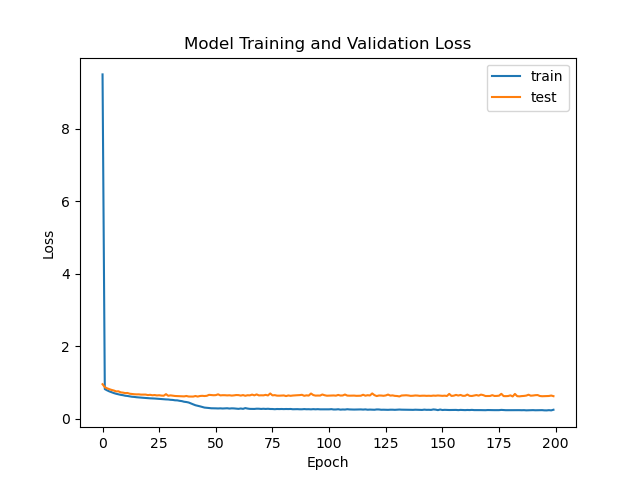 Model Training and Validation Loss
train
test
8
6
4
2
0
Loss
0 25 50 75 100 125 150 175 200
Epoch